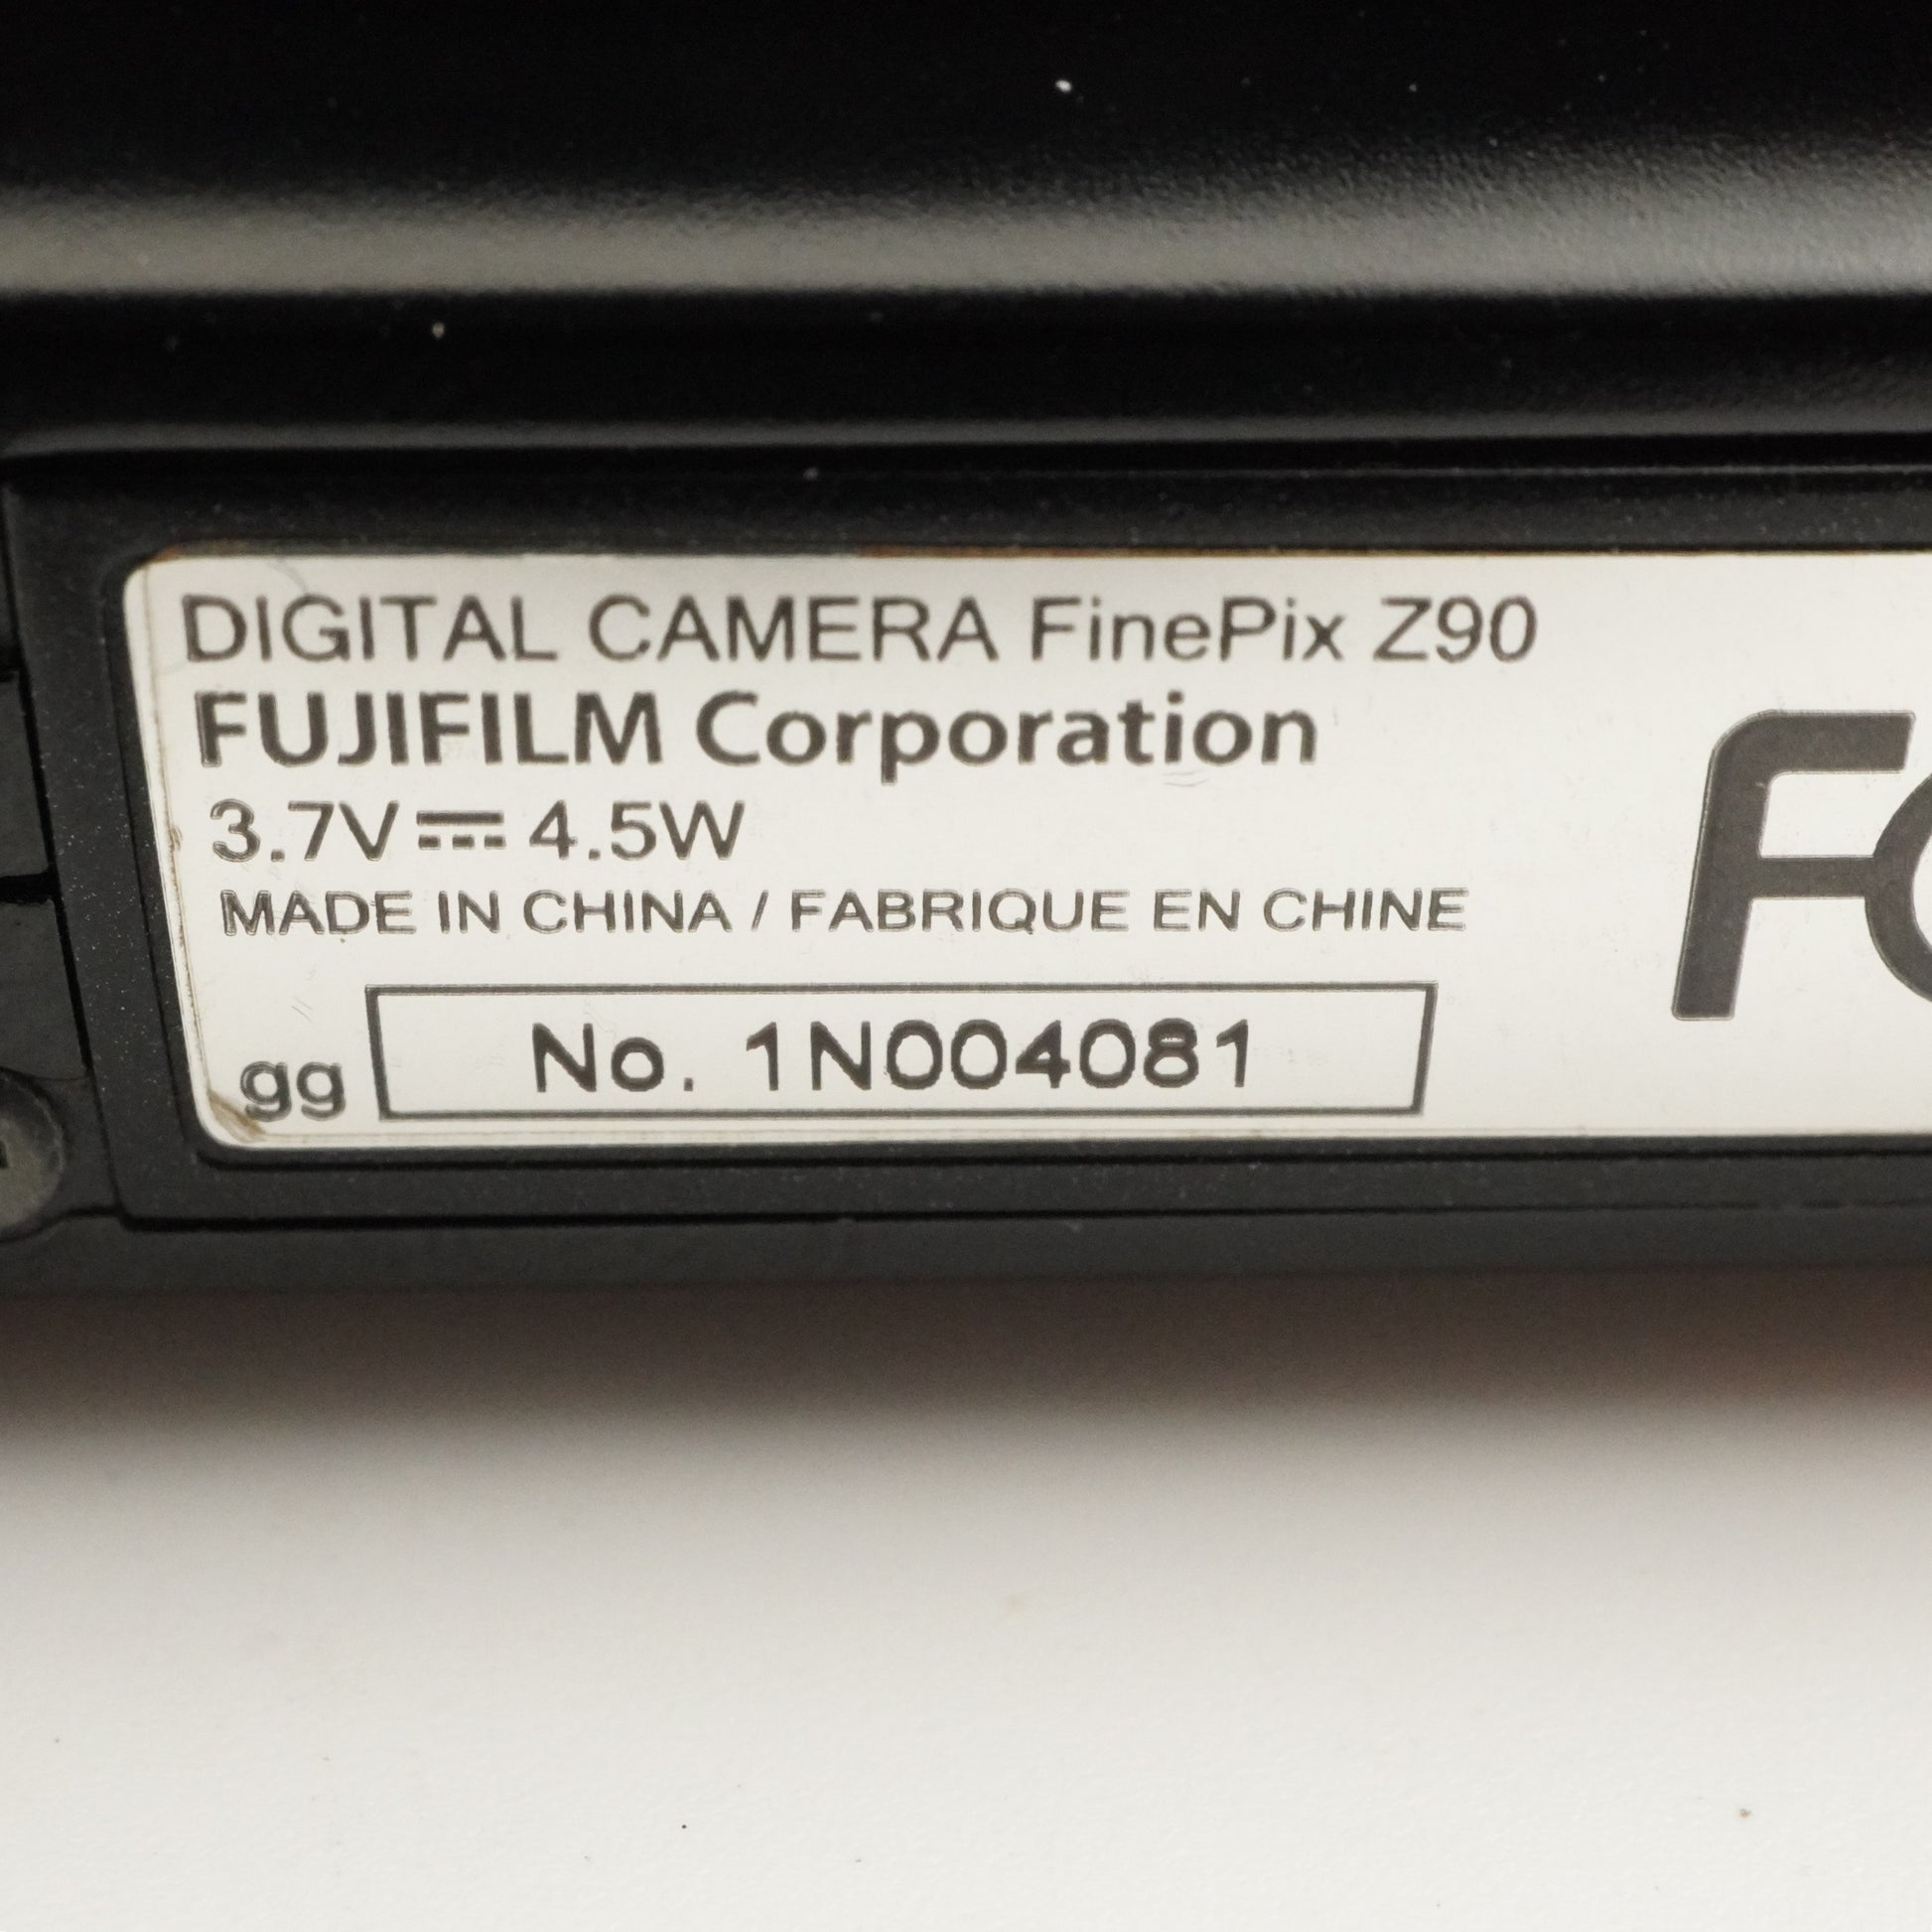 DIGITAL CAMERA FinePix Z90
FUJIFILM Corporation
3.7V⎓4.5W
MADE IN CHINA / FABRIQUE EN CHINE
gg
No. 1N004081